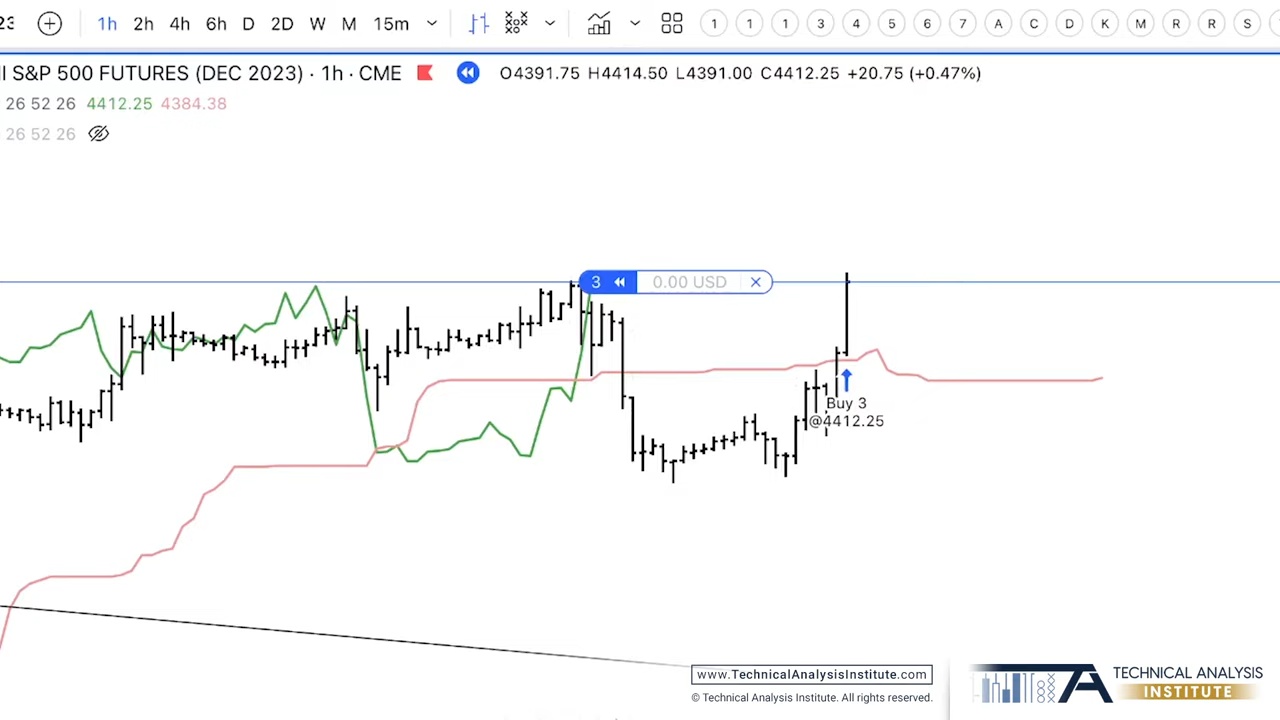 23 1h 2h 4h 6h D 2D W M 15m 1 1 1 3 4 5 6 7 A C D K M R R S
S&P 500 FUTURES (DEC 2023) · 1h · CME O4391.75 H4414.50 L4391.00 C4412.25 +20.75 (+0.47%)
26 52 26 4412.25 4384.38
26 52 26
3 0.00 USD
Buy 3
@4412.25
www.TechnicalAnalysisInstitute.com
© Technical Analysis Institute. All rights reserved.
TA
TECHNICAL ANALYSIS
INSTITUTE